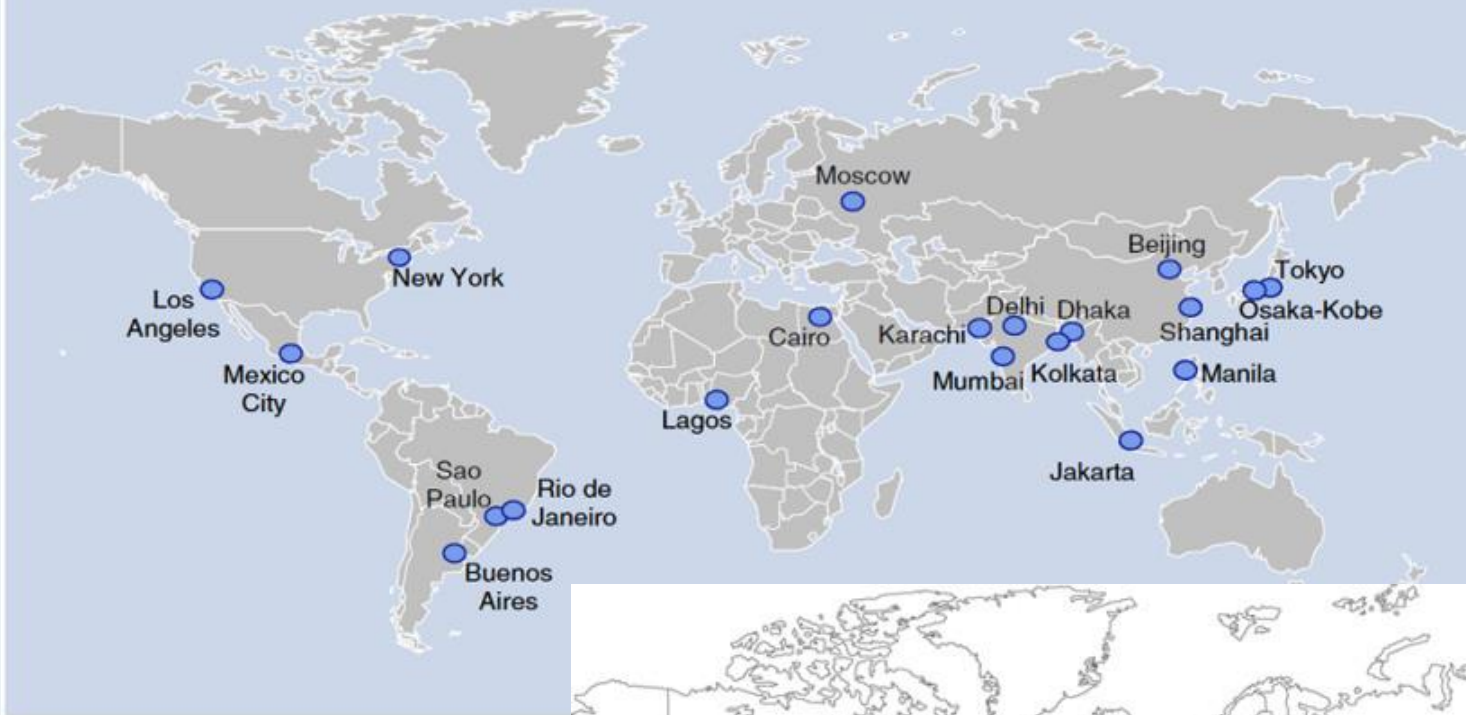 Moscow
Beijing
New York
Tokyo
Los
Angeles
Osaka-Kobe
Delhi
Dhaka
Cairo
Karachi
Shanghai
Mexico
City
Mumbai
Kolkata
Manila
Lagos
Jakarta
Sao
Paulo
Rio de
Janeiro
Buenos
Aires